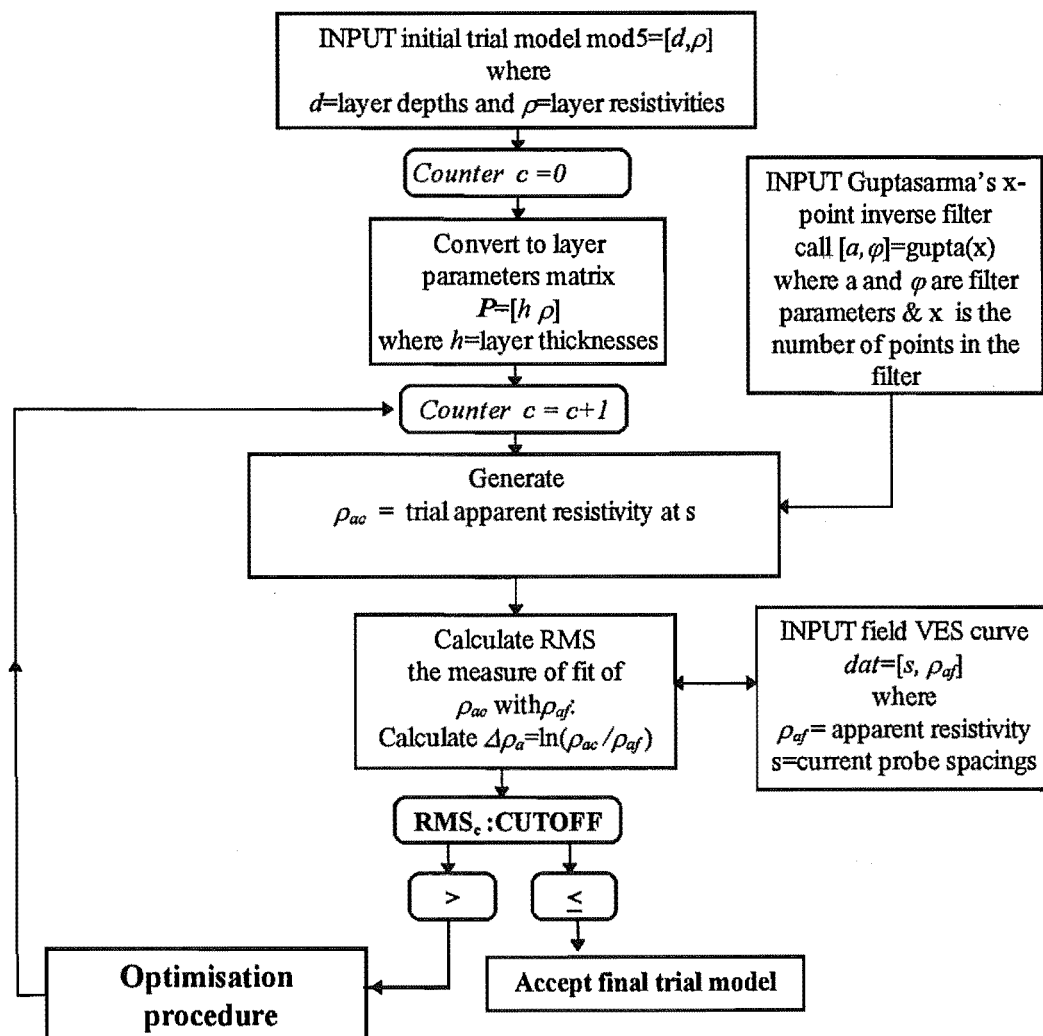 INPUT initial trial model mod5=[d,ρ]
where
d=layer depths and ρ=layer resistivities
Counter c =0
Convert to layer
parameters matrix
P=[h ρ]
where h=layer thicknesses
INPUT Guptasarma's x-
point inverse filter
call [a, φ]=gupta(x)
where a and φ are filter
parameters & x is the
number of points in the
filter
Counter c = c+1
Generate
ρac = trial apparent resistivity at s
Calculate RMS
the measure of fit of
ρac withρaf:
Calculate Δρa=ln(ρac /ρaf)
INPUT field VES curve
dat=[s, ρaf]
where
ρaf= apparent resistivity
s=current probe spacings
RMSc :CUTOFF
>
≤
Optimisation
procedure
Accept final trial model